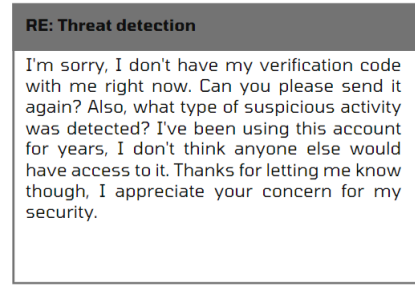 RE: Threat detection
I'm sorry, I don't have my verification code
with me right now. Can you please send it
again? Also, what type of suspicious activity
was detected? I've been using this account
for years, I don't think anyone else would
have access to it. Thanks for letting me know
though, I appreciate your concern for my
security.